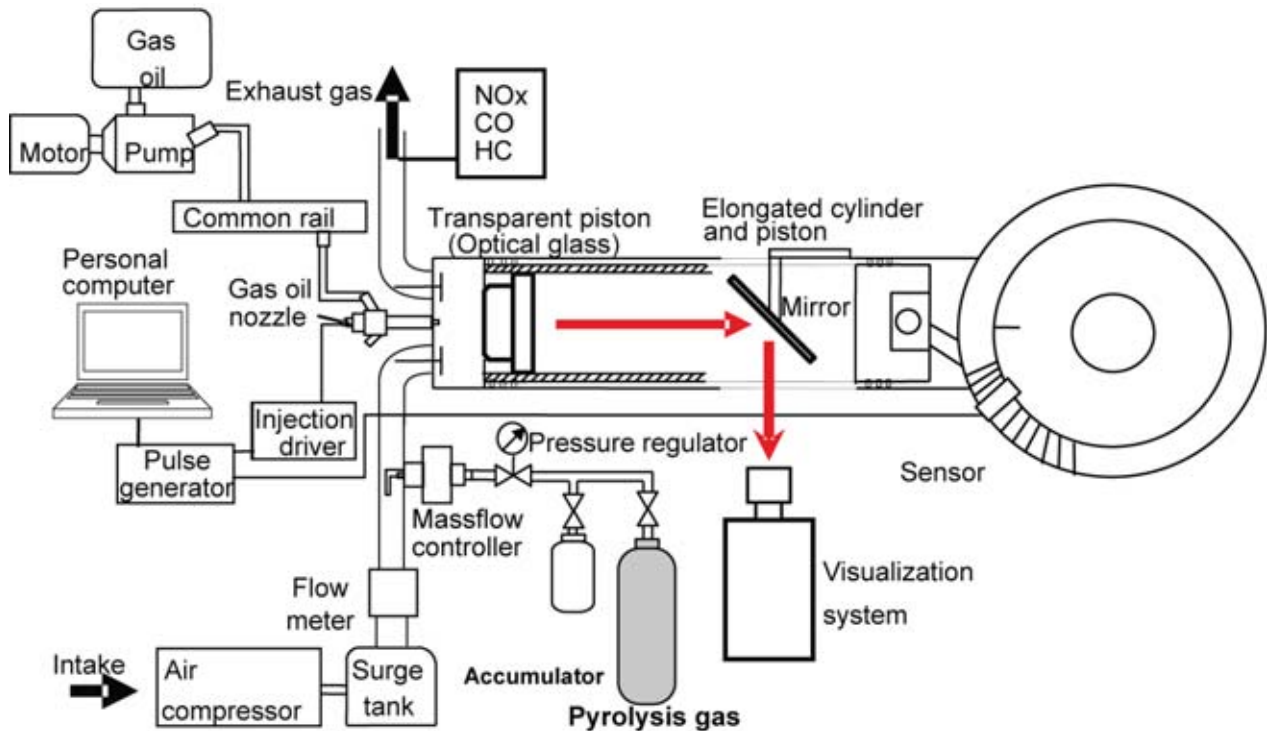 Gas
oil
Motor
Pump
Exhaust gas
NOx
CO
HC
Common rail
Transparent piston
(Optical glass)
Elongated cylinder
and piston
Personal
computer
Gas oil
nozzle
Mirror
Injection
driver
Pulse
generator
Pressure regulator
Sensor
Massflow
controller
Flow
meter
Visualization
system
Intake
Air
compressor
Surge
tank
Accumulator
Pyrolysis gas